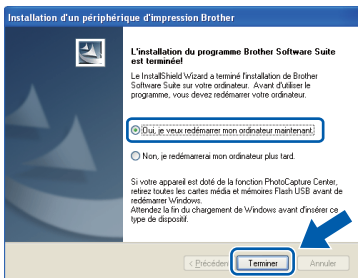 Installation d'un périphérique d'impression Brother
L'installation du programme Brother Software Suite
est terminée!
Le InstallShield Wizard a terminé l'installation de Brother
Software Suite sur votre ordinateur. Avant d'utiliser le
programme, vous devez redémarrer votre ordinateur.
Oui, je veux redémarrer mon ordinateur maintenant.
Non, je redémarrerai mon ordinateur plus tard.
Si votre appareil est doté de la fonction PhotoCapture Center,
retirez toutes les cartes média et mémoires Flash USB avant de
redémarrer Windows.
Attendez la fin du chargement de Windows avant d'insérer ce
type de dispositif.
< Précédent
Terminer
Annuler